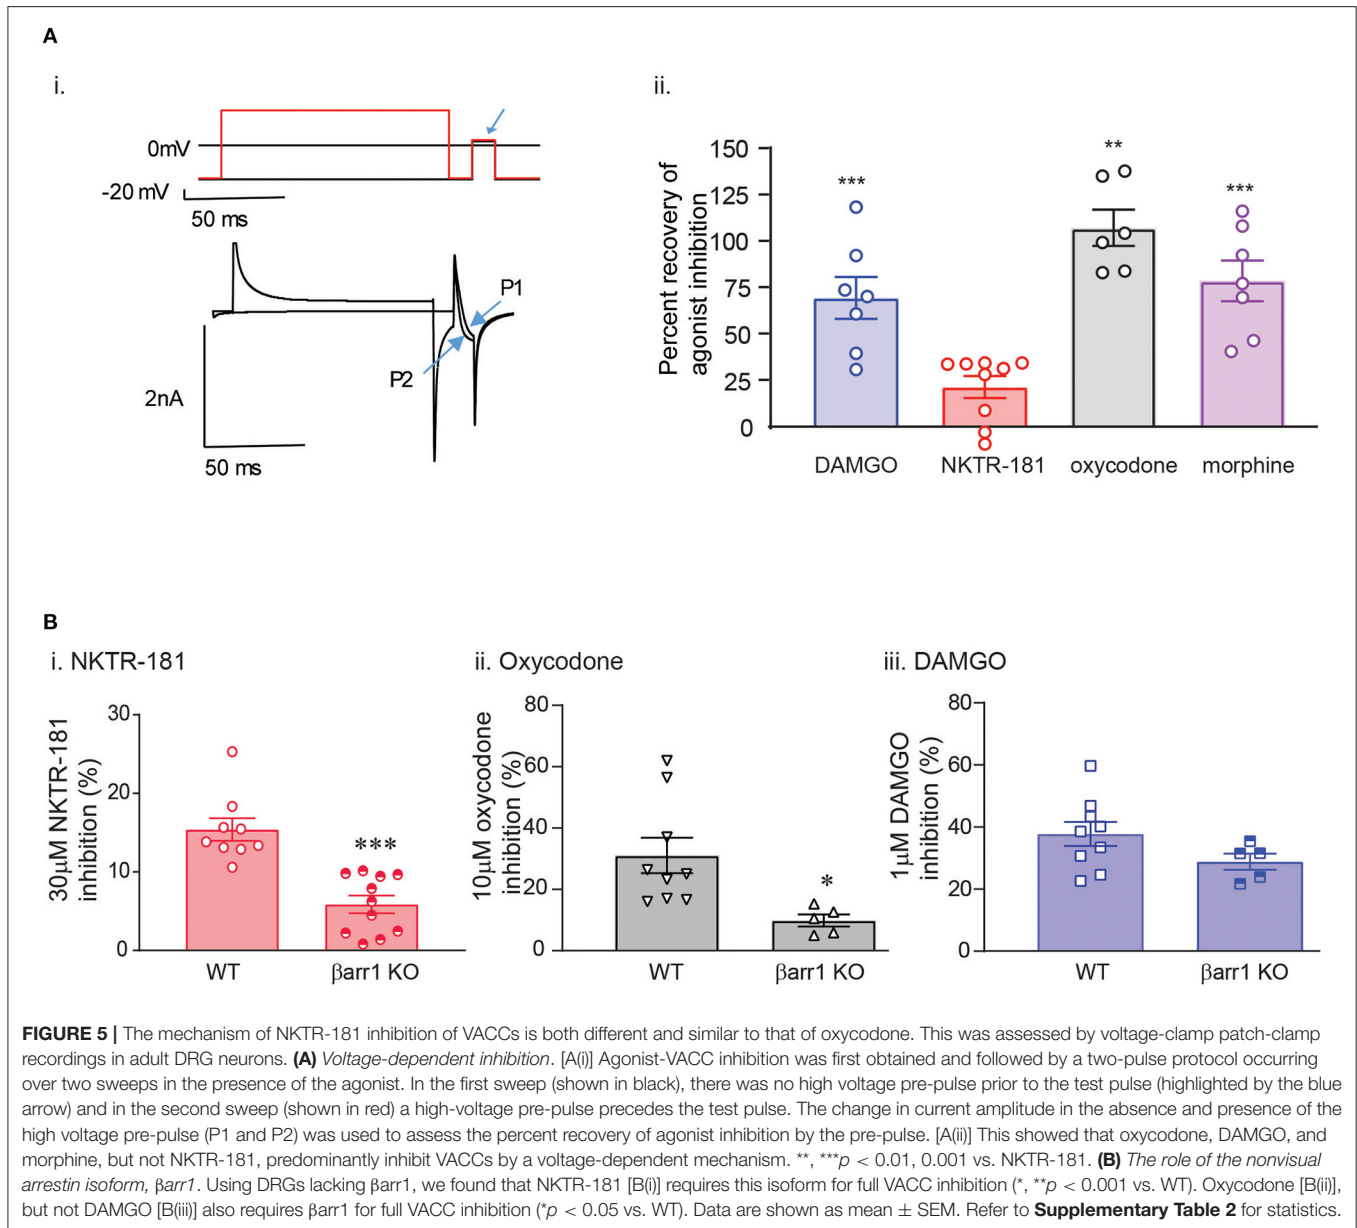 A
i.
0mV
-20 mV
50 ms
P1
P2
2nA
50 ms
ii.
Percent recovery of
agonist inhibition
150
125
100
75
50
25
0
***
**
***
DAMGO
NKTR-181
oxycodone
morphine
B
i. NKTR-181
30µM NKTR-181
inhibition (%)
30
20
10
0
***
WT
βarr1 KO
ii. Oxycodone
10µM oxycodone
inhibition (%)
80
60
40
20
0
*
WT
βarr1 KO
iii. DAMGO
1µM DAMGO
inhibition (%)
80
60
40
20
0
WT
βarr1 KO
FIGURE 5 | The mechanism of NKTR-181 inhibition of VACCs is both different and similar to that of oxycodone. This was assessed by voltage-clamp patch-clamp
recordings in adult DRG neurons. (A) Voltage-dependent inhibition. [A(i)] Agonist-VACC inhibition was first obtained and followed by a two-pulse protocol occurring
over two sweeps in the presence of the agonist. In the first sweep (shown in black), there was no high voltage pre-pulse prior to the test pulse (highlighted by the blue
arrow) and in the second sweep (shown in red) a high-voltage pre-pulse precedes the test pulse. The change in current amplitude in the absence and presence of the
high voltage pre-pulse (P1 and P2) was used to assess the percent recovery of agonist inhibition by the pre-pulse. [A(ii)] This showed that oxycodone, DAMGO, and
morphine, but not NKTR-181, predominantly inhibit VACCs by a voltage-dependent mechanism. **, ***p < 0.01, 0.001 vs. NKTR-181. (B) The role of the nonvisual
arrestin isoform, βarr1. Using DRGs lacking βarr1, we found that NKTR-181 [B(i)] requires this isoform for full VACC inhibition (*, **p < 0.001 vs. WT). Oxycodone [B(ii)],
but not DAMGO [B(iii)] also requires βarr1 for full VACC inhibition (*p < 0.05 vs. WT). Data are shown as mean ± SEM. Refer to Supplementary Table 2 for statistics.